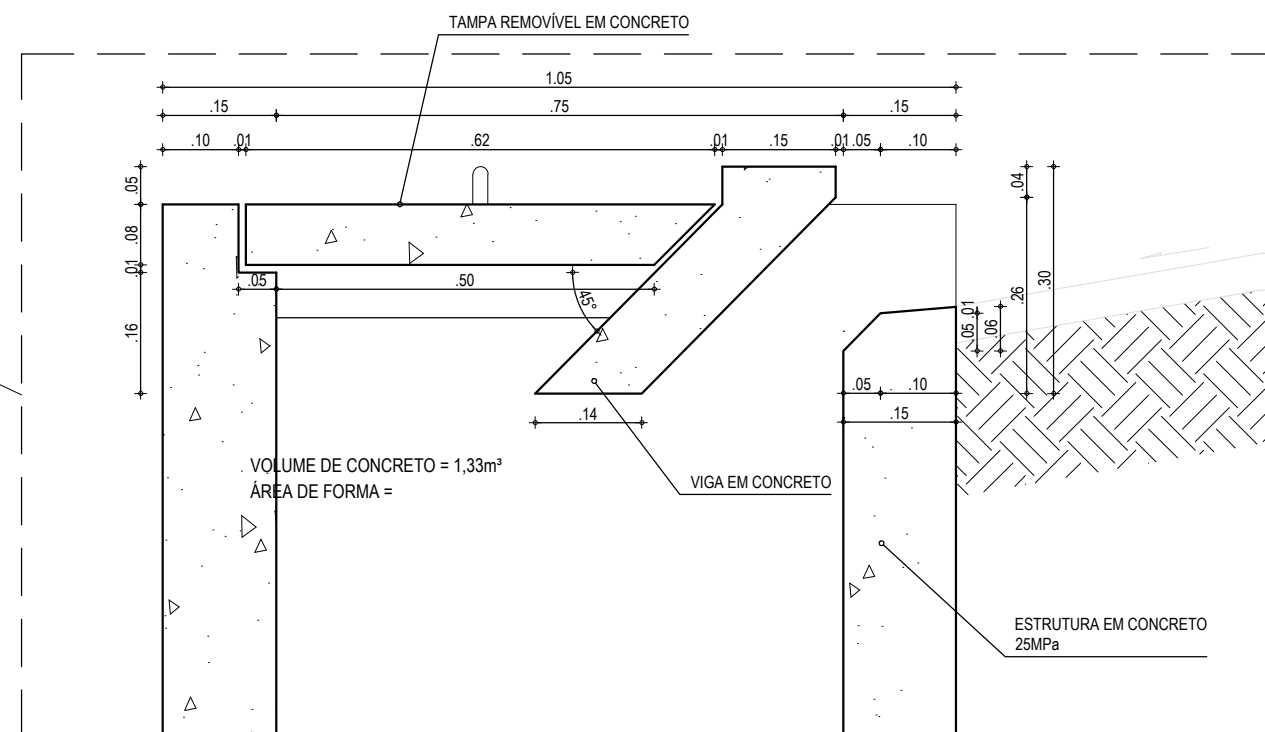 TAMPA REMOVÍVEL EM CONCRETO
1.05
.15 .75 .15
.10 .01 .62 .01 .15 .01 .05 .10
.05
.08
.01
.16
.04
.26
.30
.05 .50
45°
.05 .01
.06
.05 .10
.15
.14
VOLUME DE CONCRETO = 1,33m³
ÁREA DE FORMA =
VIGA EM CONCRETO
ESTRUTURA EM CONCRETO
25MPa